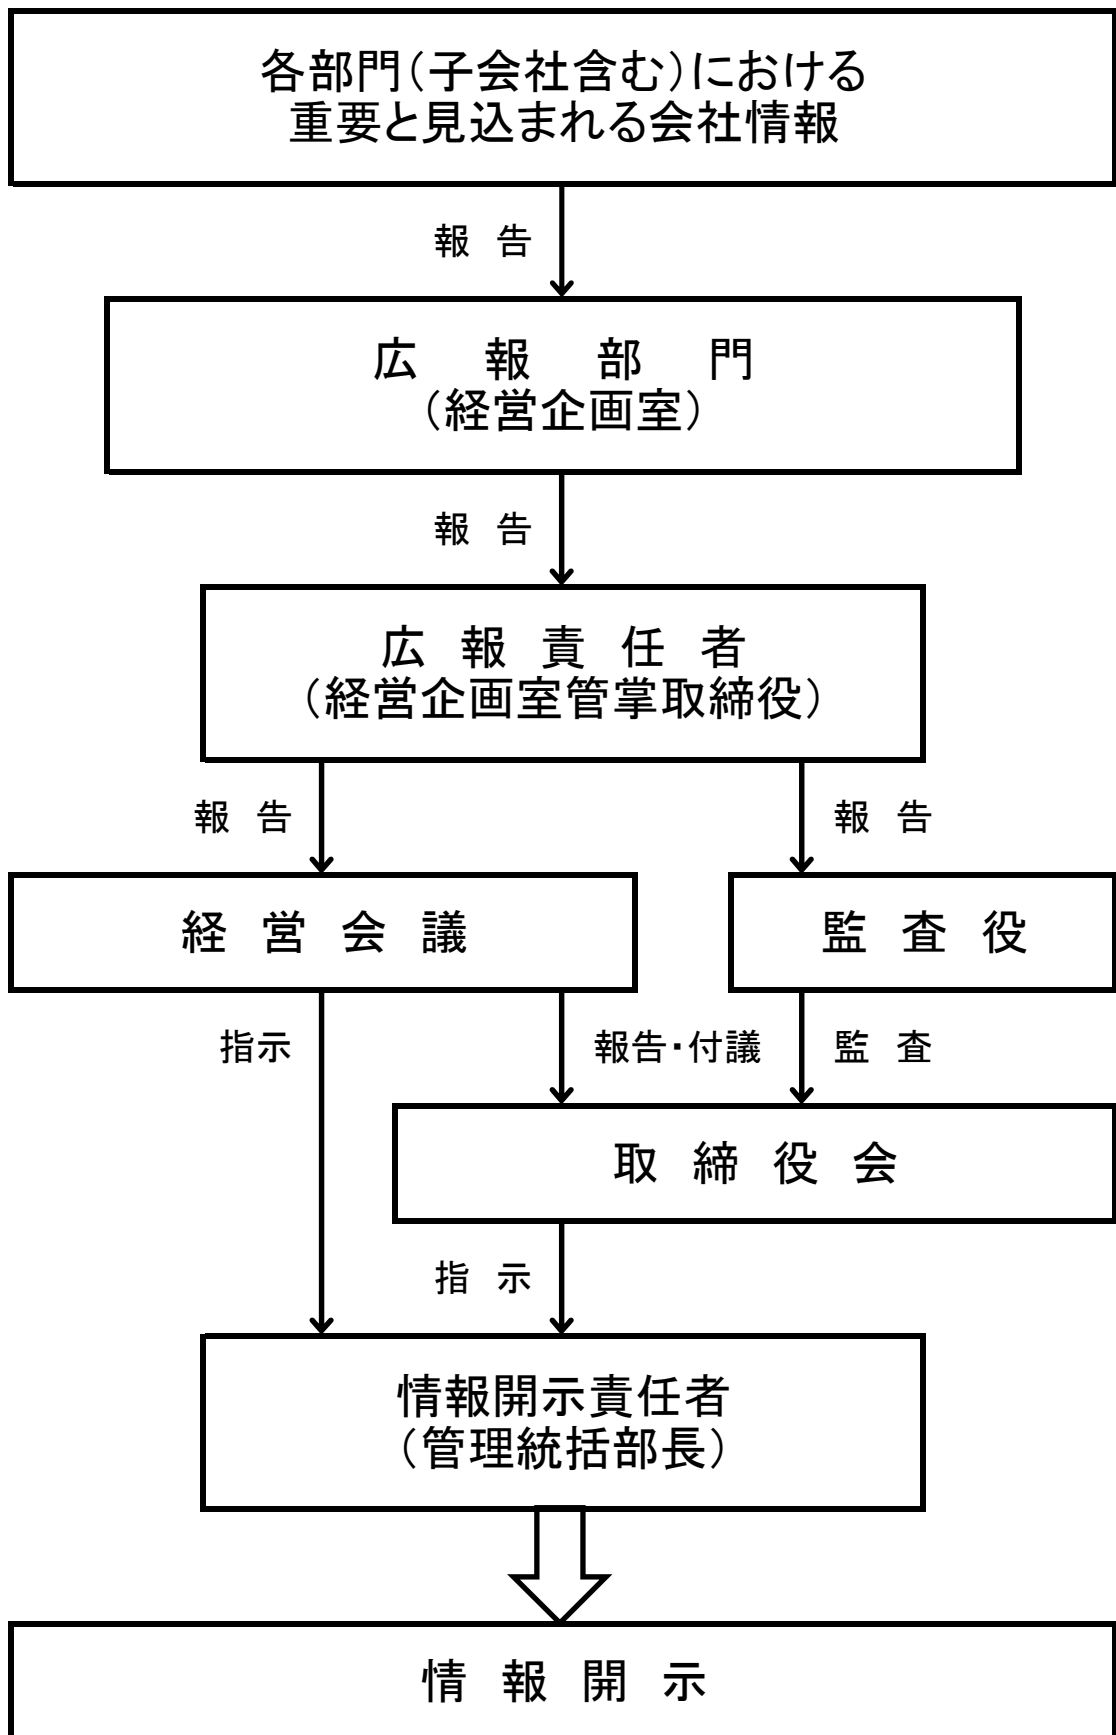 各部門(子会社含む)における
重要と見込まれる会社情報
報 告
広 報 部 門
(経営企画室)
報 告
広 報 責 任 者
(経営企画室管掌取締役)
報 告
報 告
経 営 会 議
監 査 役
指示
報告・付議
監 査
取 締 役 会
指 示
情報開示責任者
(管理統括部長)
情 報 開 示